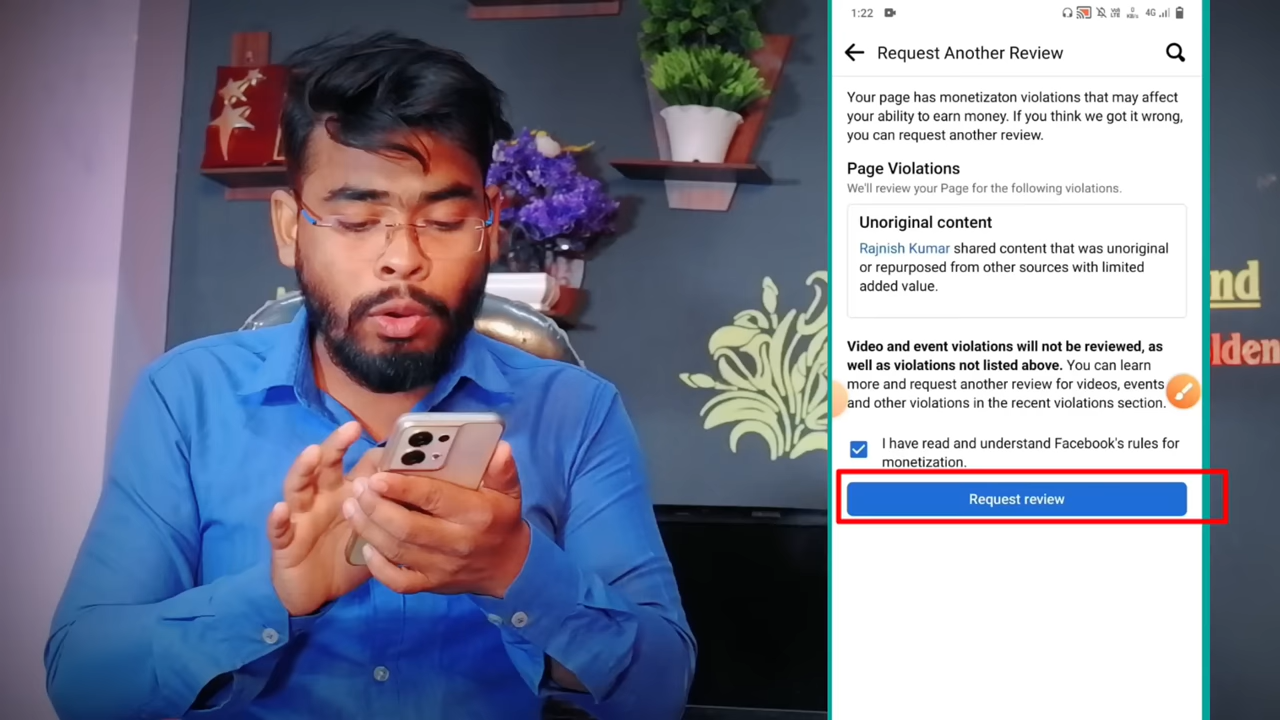 1:22
4G
Request Another Review
Your page has monetizaton violations that may affect
your ability to earn money. If you think we got it wrong,
you can request another review.
Page Violations
We'll review your Page for the following violations.
Unoriginal content
Rajnish Kumar shared content that was unoriginal
or repurposed from other sources with limited
added value.
Video and event violations will not be reviewed, as
well as violations not listed above. You can learn
more and request another review for videos, events
and other violations in the recent violations section.
I have read and understand Facebook's rules for
monetization.
Request review
nd
lden